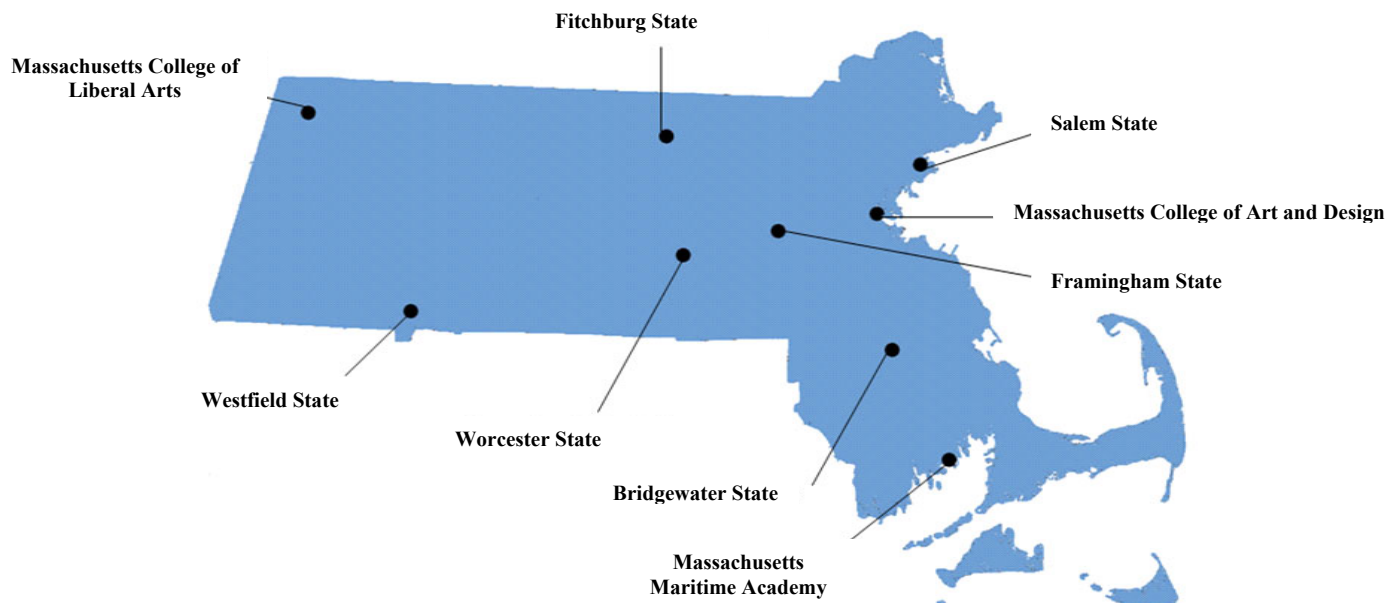 Fitchburg State
Massachusetts College of
Liberal Arts
Salem State
Massachusetts College of Art and Design
Framingham State
Westfield State
Worcester State
Bridgewater State
Massachusetts
Maritime Academy